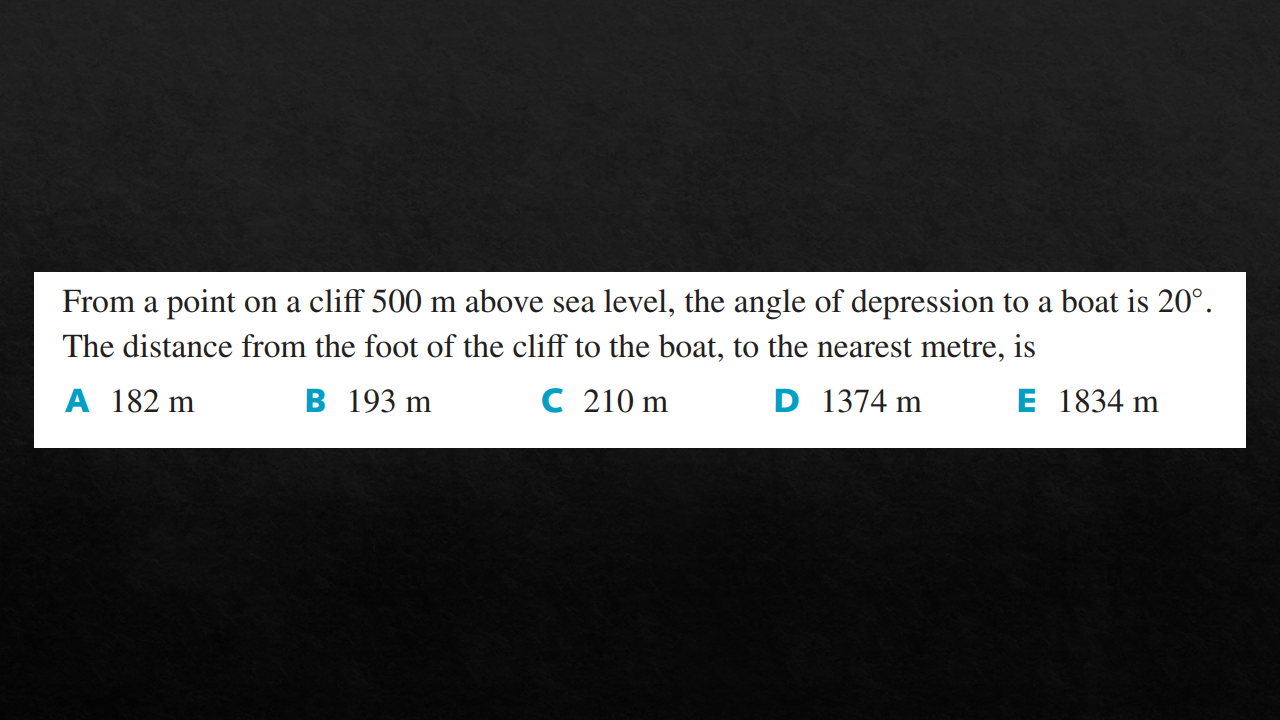 From a point on a cliff 500 m above sea level, the angle of depression to a boat is 20°.
The distance from the foot of the cliff to the boat, to the nearest metre, is
A 182 m B 193 m C 210 m D 1374 m E 1834 m